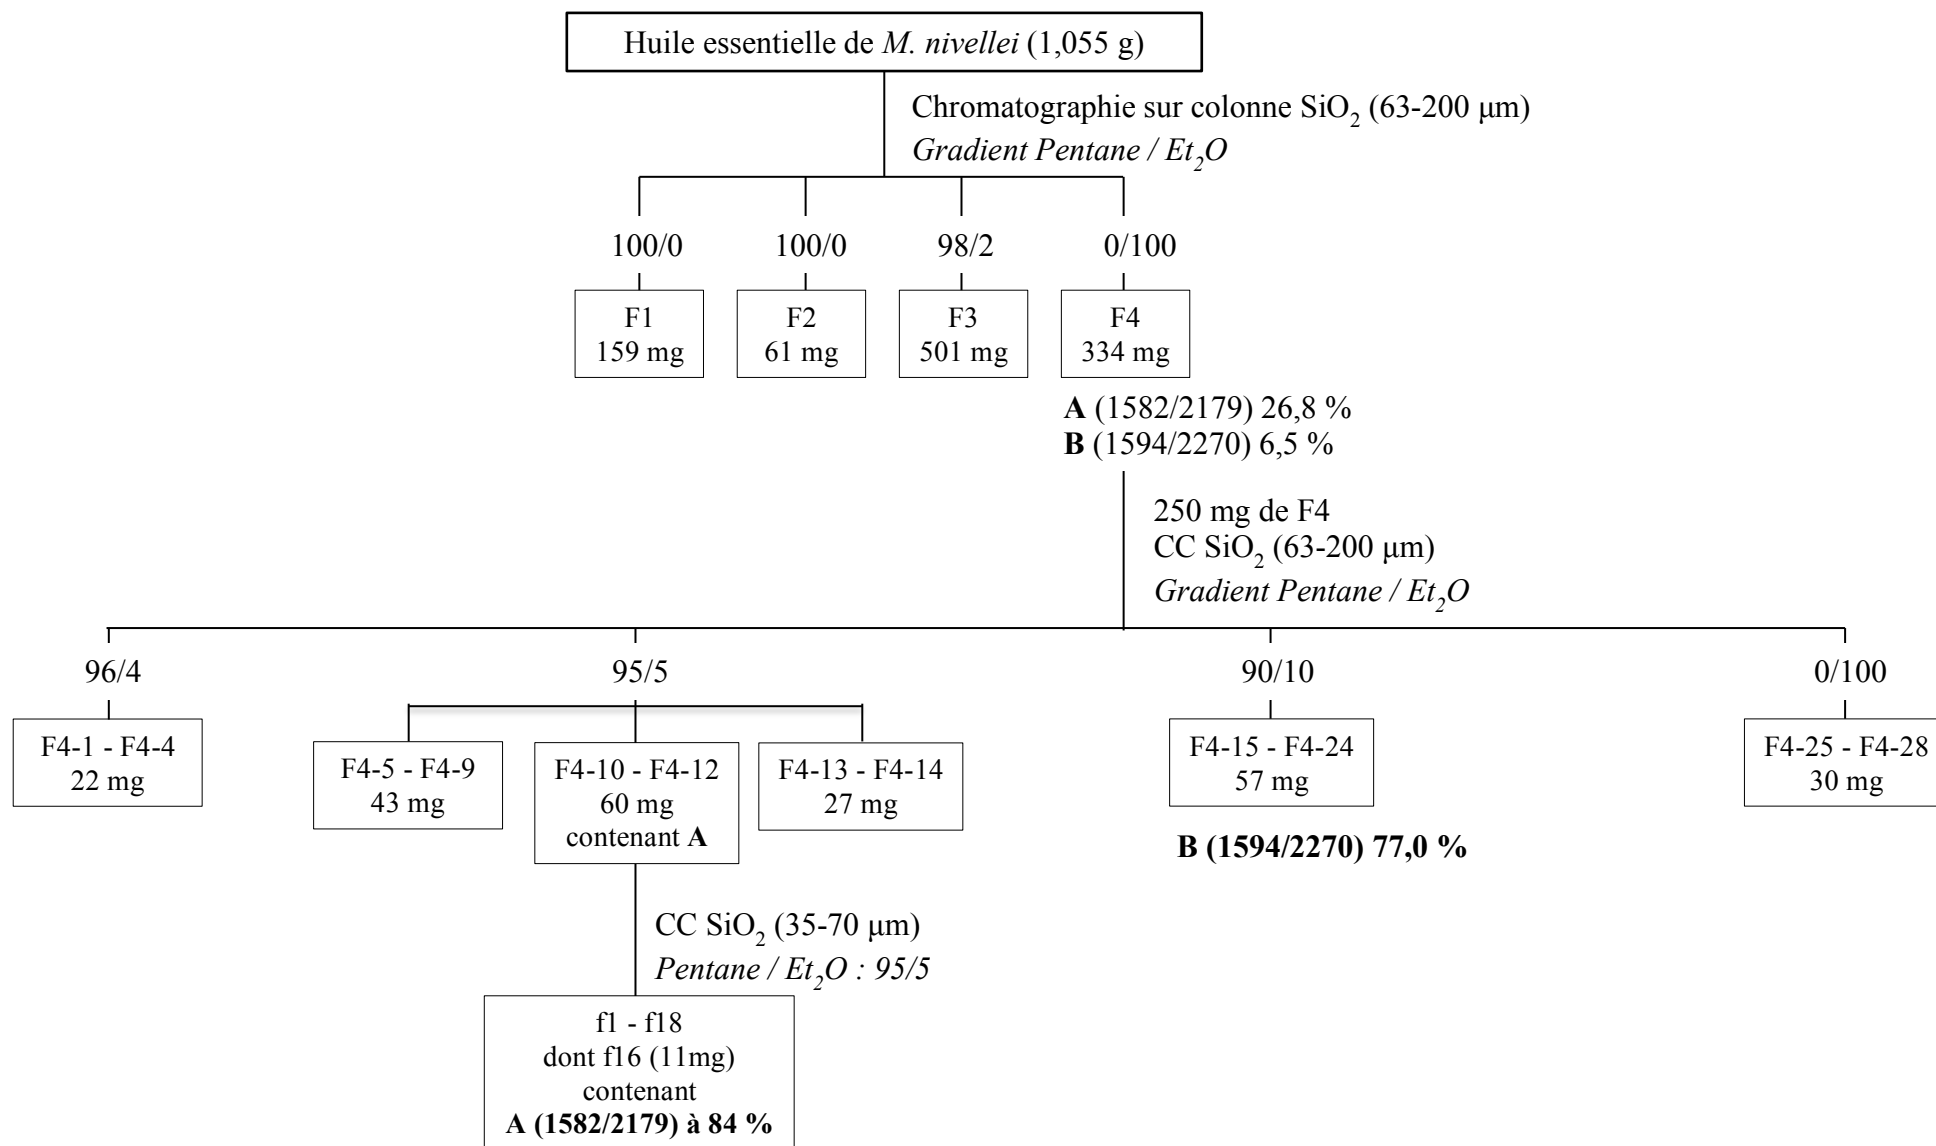 Huile essentielle de M. nivellei (1,055 g)
Chromatographie sur colonne SiO2 (63-200 μm)
Gradient Pentane / Et2O
100/0
100/0
98/2
0/100
F1
159 mg
F2
61 mg
F3
501 mg
F4
334 mg
A (1582/2179) 26,8 %
B (1594/2270) 6,5 %
250 mg de F4
CC SiO2 (63-200 μm)
Gradient Pentane / Et2O
96/4
95/5
90/10
0/100
F4-1 - F4-4
22 mg
F4-5 - F4-9
43 mg
F4-10 - F4-12
60 mg
contenant A
F4-13 - F4-14
27 mg
F4-15 - F4-24
57 mg
F4-25 - F4-28
30 mg
B (1594/2270) 77,0 %
CC SiO2 (35-70 μm)
Pentane / Et2O : 95/5
f1 - f18
dont f16 (11mg)
contenant
A (1582/2179) à 84 %